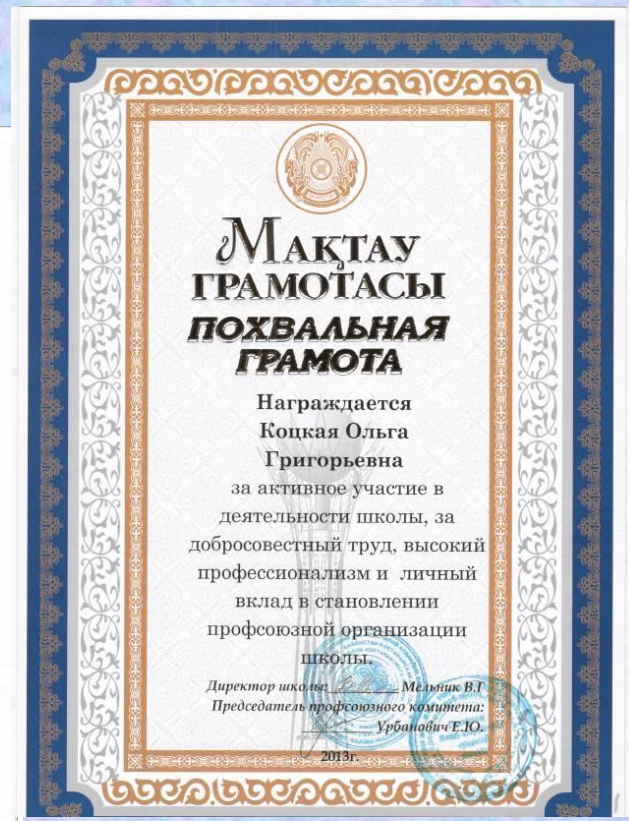 МАҚТАУ
ГРАМОТАСЫ
ПОХВАЛЬНАЯ
ГРАМОТА
Награждается
Коцкая Ольга
Григорьевна
за активное участие в
деятельности школы, за
добросовестный труд, высокий
профессионализм и личный
вклад в становлении
профсоюзной организации
школы.
Директор школы: Мельник В.Г
Председатель профсоюзного комитета:
Урбанович Е.Ю.
2013г.